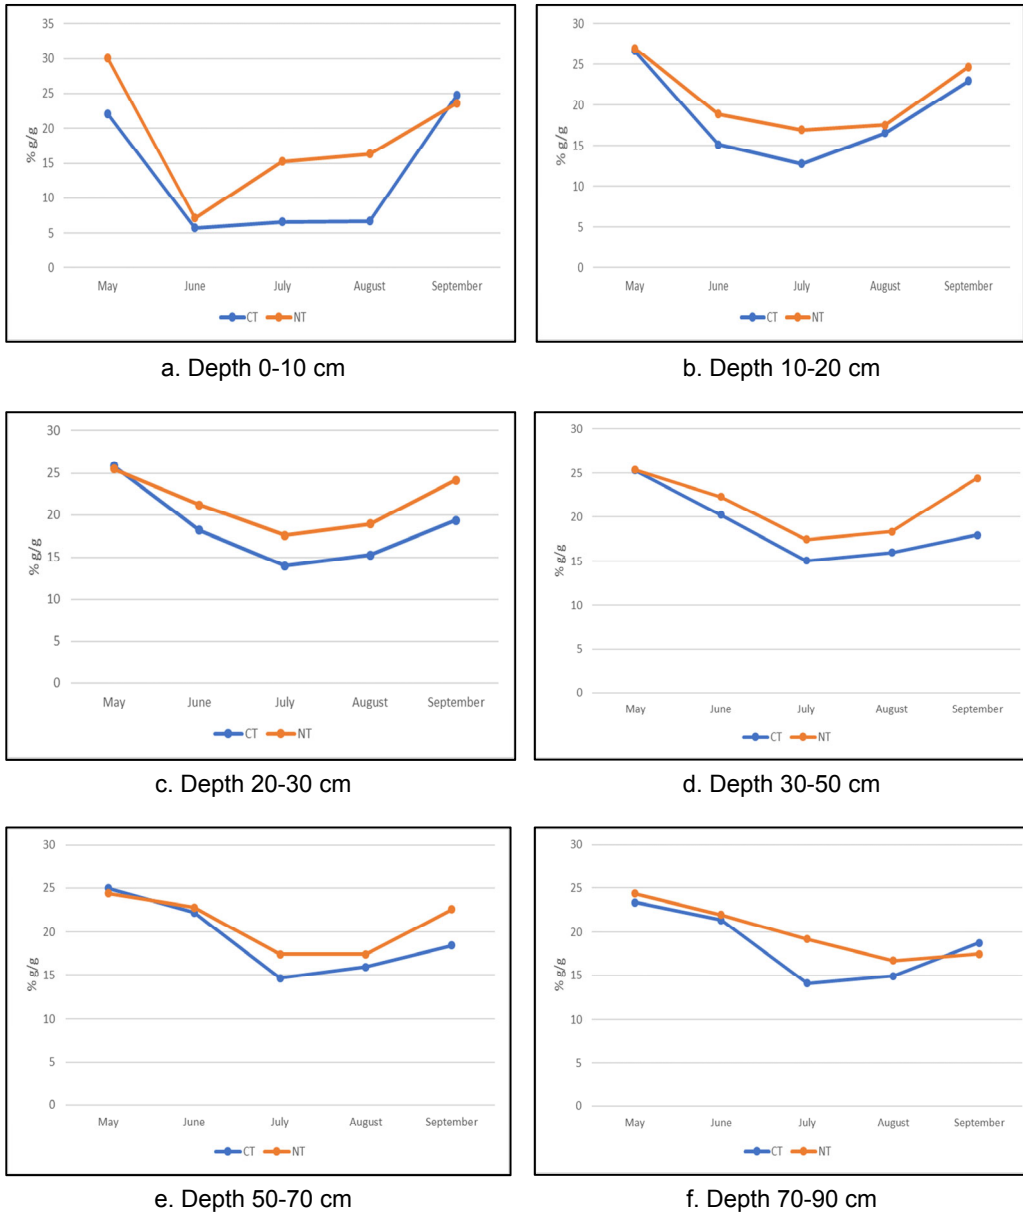 35
30
25
20
15
10
5
0
% g/g
May June July August September
CT NT
a. Depth 0-10 cm
30
25
20
15
10
5
0
% g/g
May June July August September
CT NT
b. Depth 10-20 cm
30
25
20
15
10
5
0
% g/g
May June July August September
CT NT
c. Depth 20-30 cm
30
25
20
15
10
5
0
% g/g
May June July August September
CT NT
d. Depth 30-50 cm
30
25
20
15
10
5
0
% g/g
May June July August September
CT NT
e. Depth 50-70 cm
30
25
20
15
10
5
0
% g/g
May June July August September
CT NT
f. Depth 70-90 cm